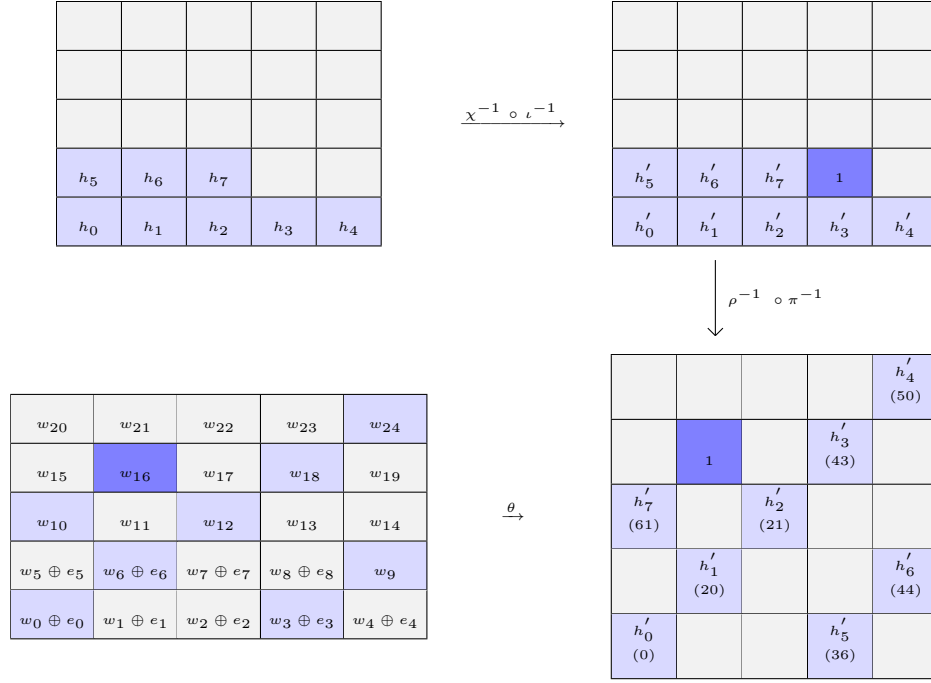 h₅ h₆ h₇
h₀ h₁ h₂ h₃ h₄
χ⁻¹ ∘ ι⁻¹
h′₅ h′₆ h′₇ 1
h′₀ h′₁ h′₂ h′₃ h′₄
ρ⁻¹ ∘ π⁻¹
w₂₀ w₂₁ w₂₂ w₂₃ w₂₄
w₁₅ w₁₆ w₁₇ w₁₈ w₁₉
w₁₀ w₁₁ w₁₂ w₁₃ w₁₄
w₅ ⊕ e₅ w₆ ⊕ e₆ w₇ ⊕ e₇ w₈ ⊕ e₈ w₉
w₀ ⊕ e₀ w₁ ⊕ e₁ w₂ ⊕ e₂ w₃ ⊕ e₃ w₄ ⊕ e₄
θ
h′₄
(50)
1 h′₃
(43)
h′₇ h′₂
(61) (21)
h′₁ h′₆
(20) (44)
h′₀ h′₅
(0) (36)